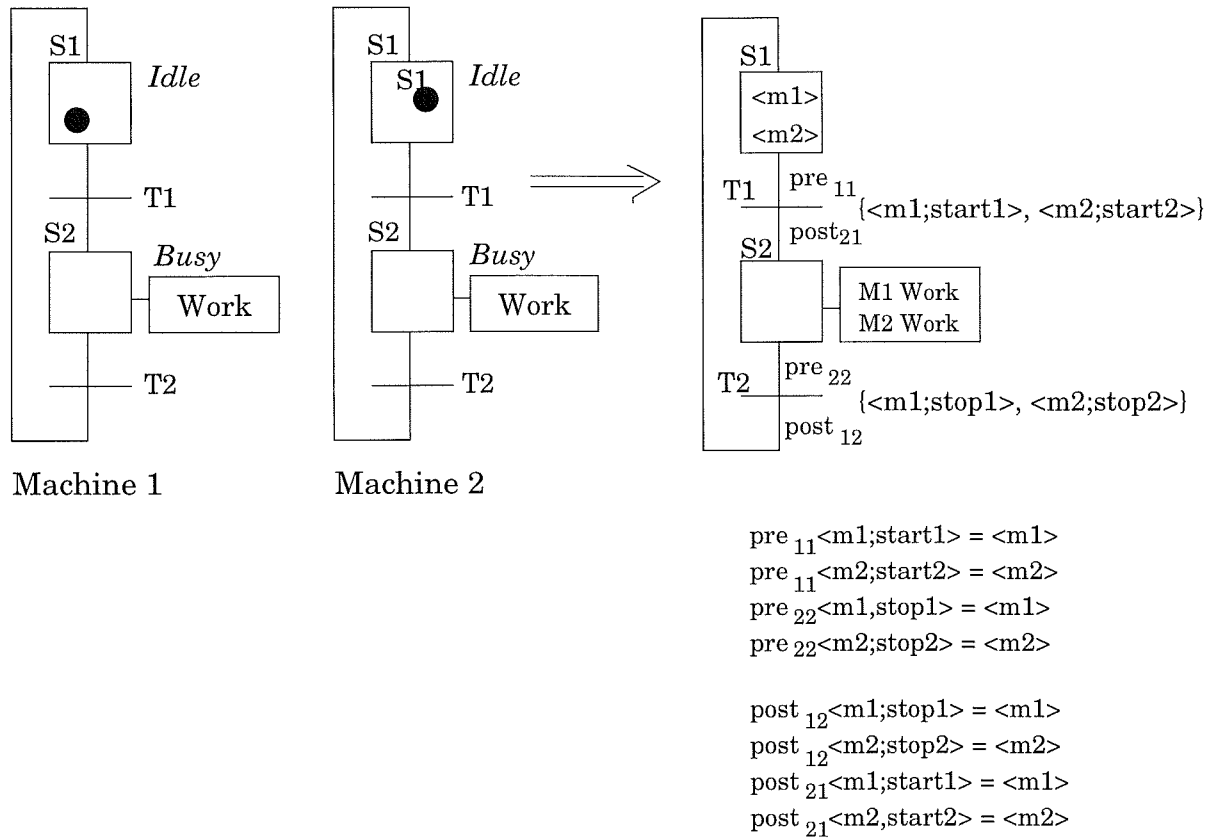 S1
Idle
T1
S2
Busy
Work
T2
Machine 1
S1
S1
Idle
T1
S2
Busy
Work
T2
Machine 2
S1
<m1>
<m2>
pre 11
T1
{<m1;start1>, <m2;start2>}
post21
S2
M1 Work
M2 Work
pre 22
T2
{<m1;stop1>, <m2;stop2>}
post 12
pre 11<m1;start1> = <m1>
pre 11<m2;start2> = <m2>
pre 22<m1,stop1> = <m1>
pre 22<m2;stop2> = <m2>
post 12<m1;stop1> = <m1>
post 12<m2;stop2> = <m2>
post 21<m1;start1> = <m1>
post 21<m2,start2> = <m2>